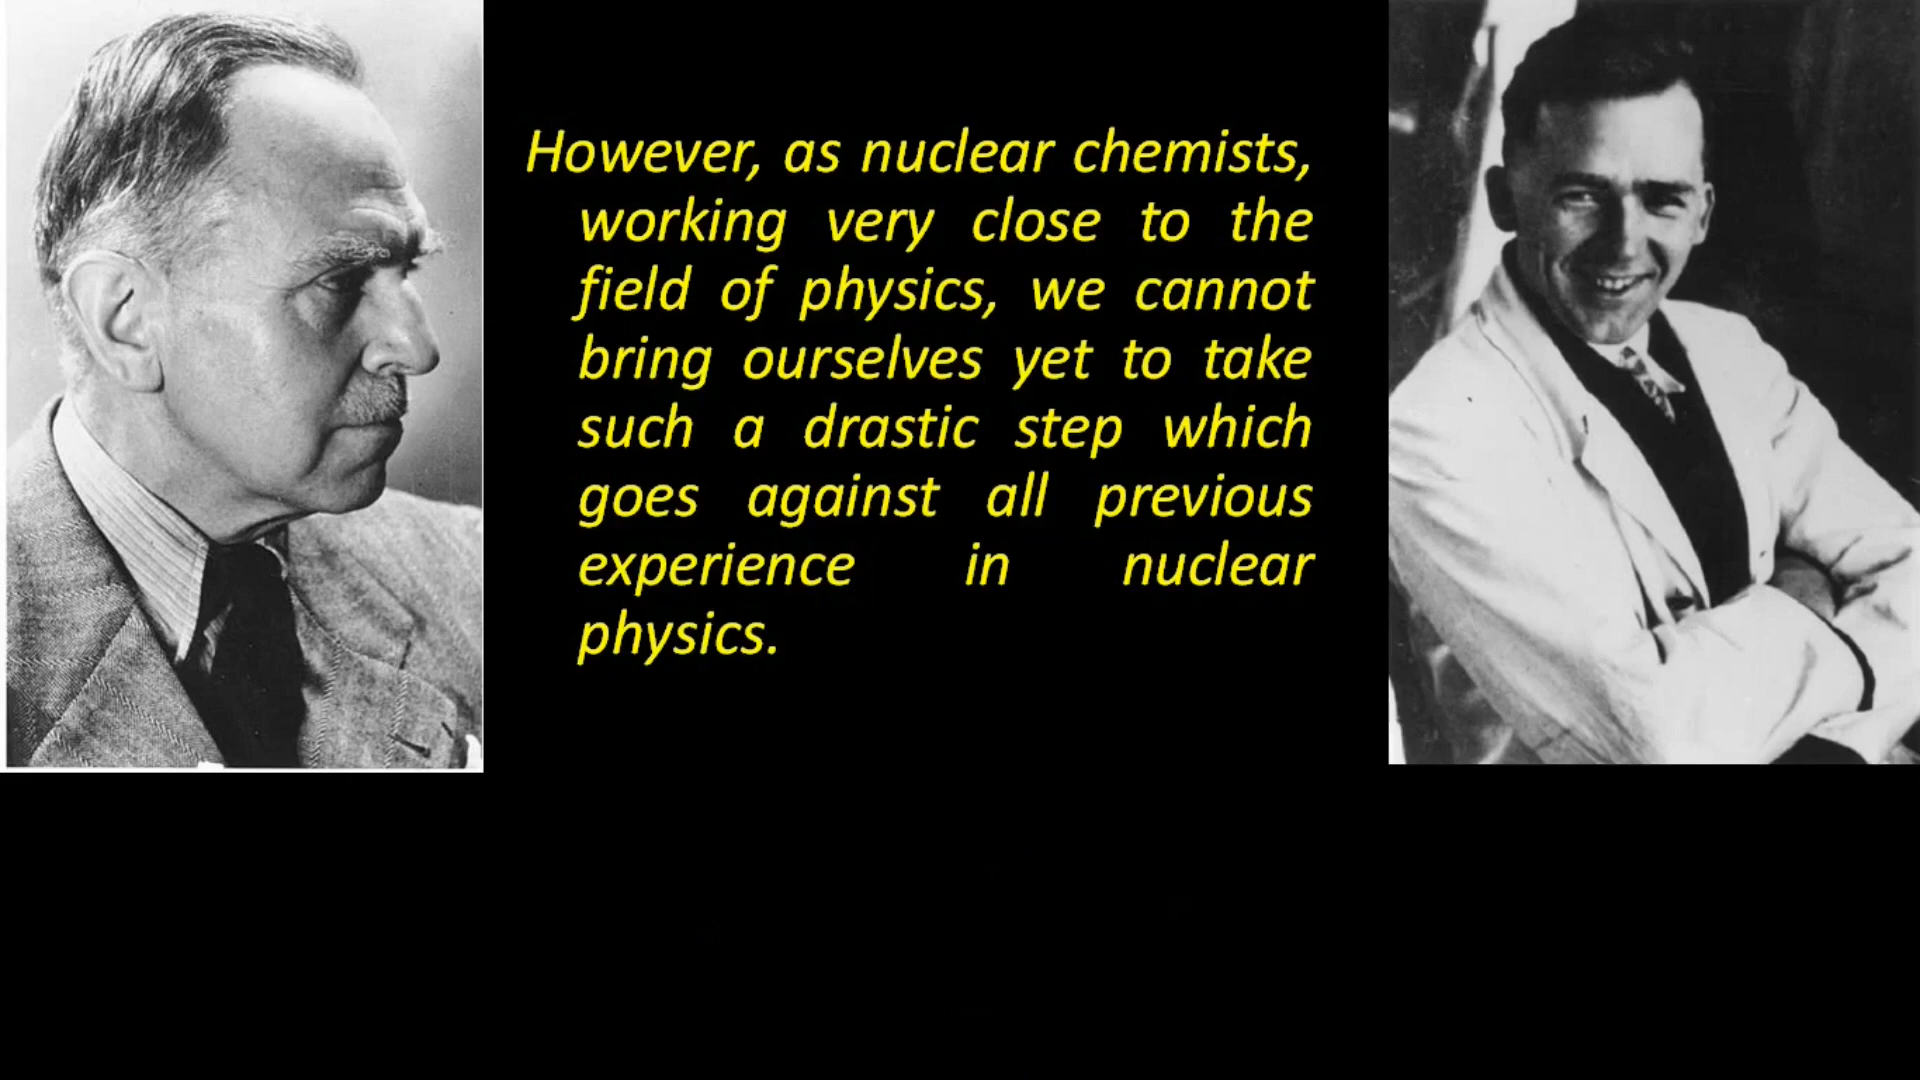 However, as nuclear chemists,
working very close to the
field of physics, we cannot
bring ourselves yet to take
such a drastic step which
goes against all previous
experience in nuclear
physics.